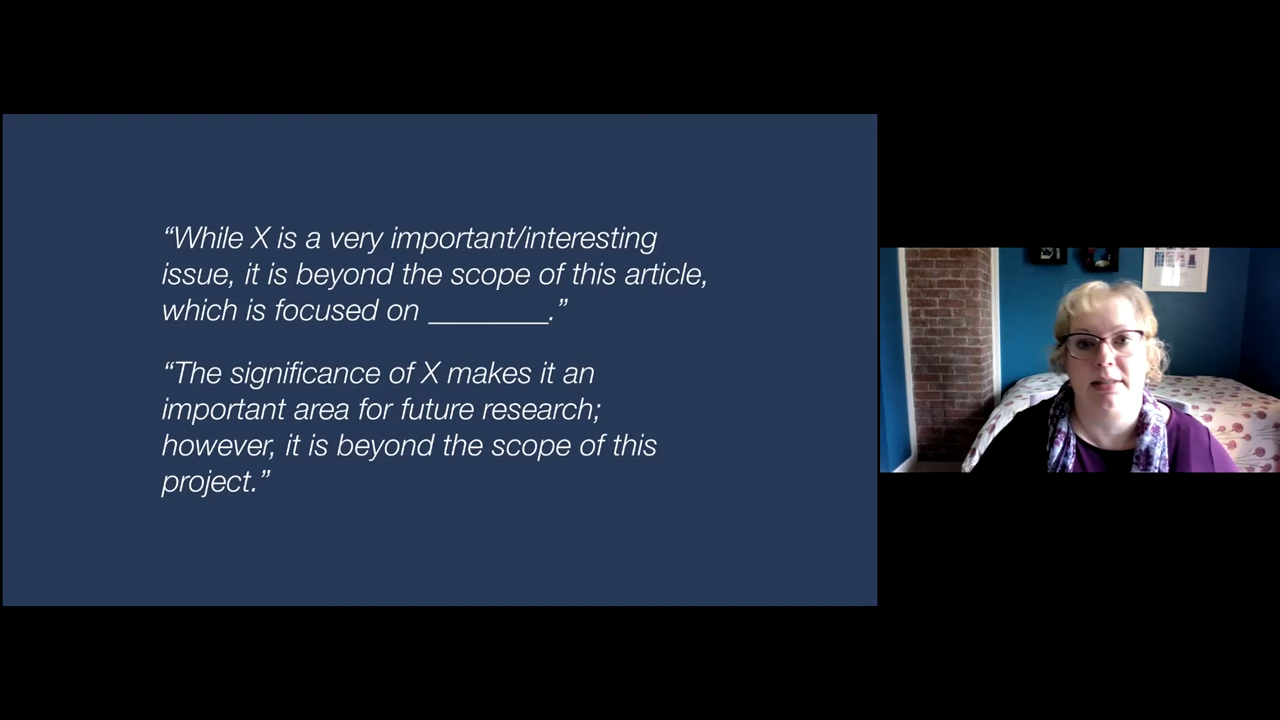 “While X is a very important/interesting
issue, it is beyond the scope of this article,
which is focused on ________.”
“The significance of X makes it an
important area for future research;
however, it is beyond the scope of this
project.”